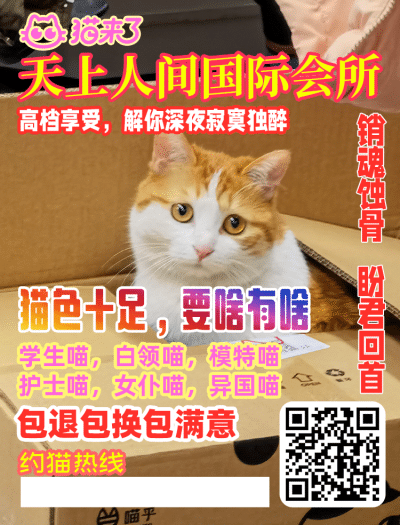 猫来了
天上人间国际会所
高档享受，解你深夜寂寞独醉
销魂蚀骨 盼君回首
猫色十足，要啥有啥
学生喵，白领喵，模特喵
护士喵，女仆喵，异国喵
包退包换包满意
约猫热线
喵乎